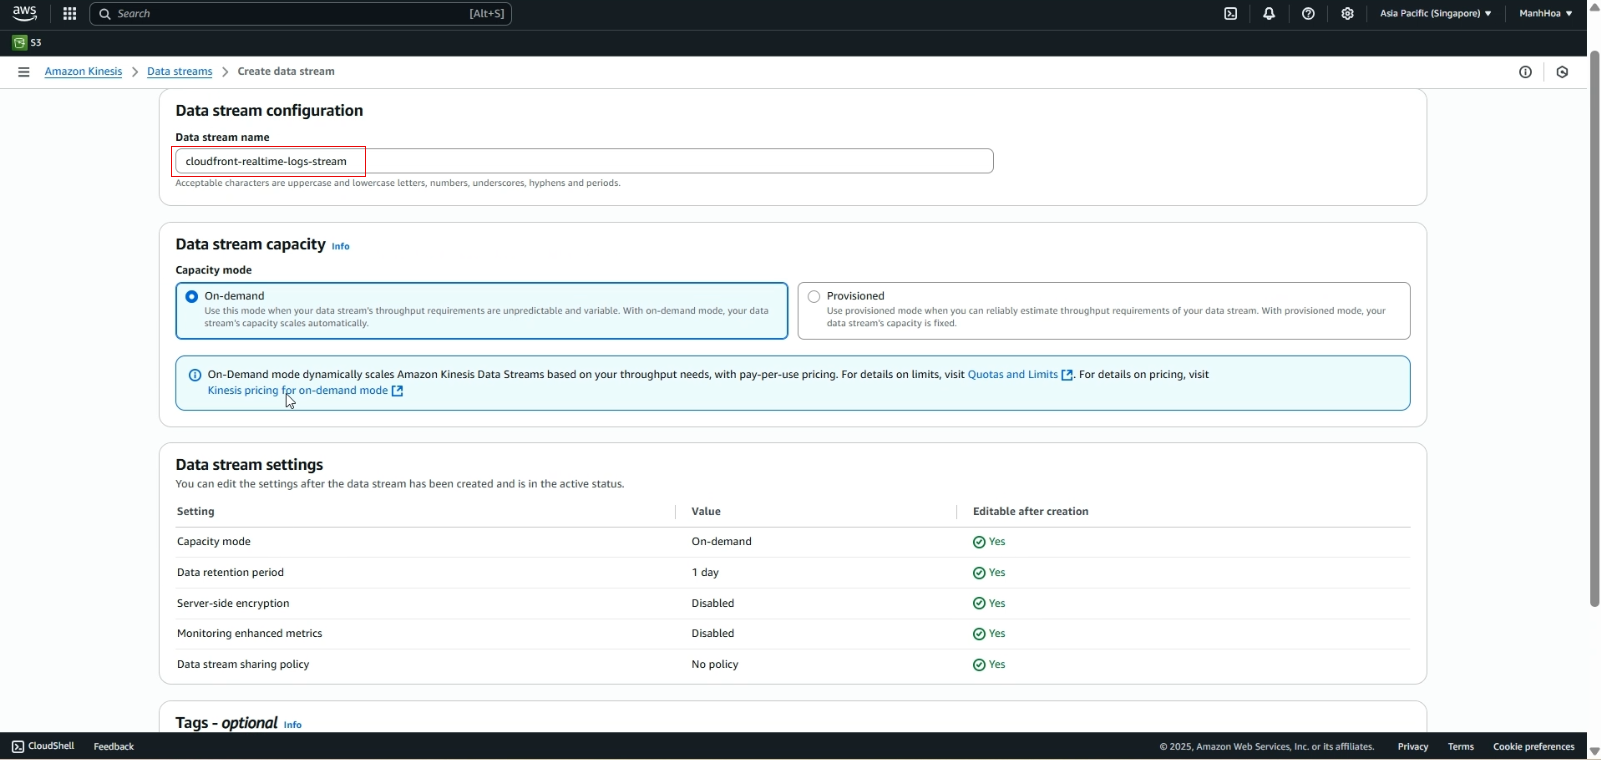 aws
Search [Alt+S] Asia Pacific (Singapore) ManhHoa
S3
Amazon Kinesis > Data streams > Create data stream
Data stream configuration
Data stream name
cloudfront-realtime-logs-stream
Acceptable characters are uppercase and lowercase letters, numbers, underscores, hyphens and periods.
Data stream capacity Info
Capacity mode
On-demand
Use this mode when your data stream's throughput requirements are unpredictable and variable. With on-demand mode, your data
stream's capacity scales automatically.
Provisioned
Use provisioned mode when you can reliably estimate throughput requirements of your data stream. With provisioned mode, your
data stream's capacity is fixed.
On-Demand mode dynamically scales Amazon Kinesis Data Streams based on your throughput needs, with pay-per-use pricing. For details on limits, visit Quotas and Limits. For details on pricing, visit
Kinesis pricing for on-demand mode
Data stream settings
You can edit the settings after the data stream has been created and is in the active status.
Setting Value Editable after creation
Capacity mode On-demand Yes
Data retention period 1 day Yes
Server-side encryption Disabled Yes
Monitoring enhanced metrics Disabled Yes
Data stream sharing policy No policy Yes
Tags - optional Info
CloudShell Feedback © 2025, Amazon Web Services, Inc. or its affiliates. Privacy Terms Cookie preferences